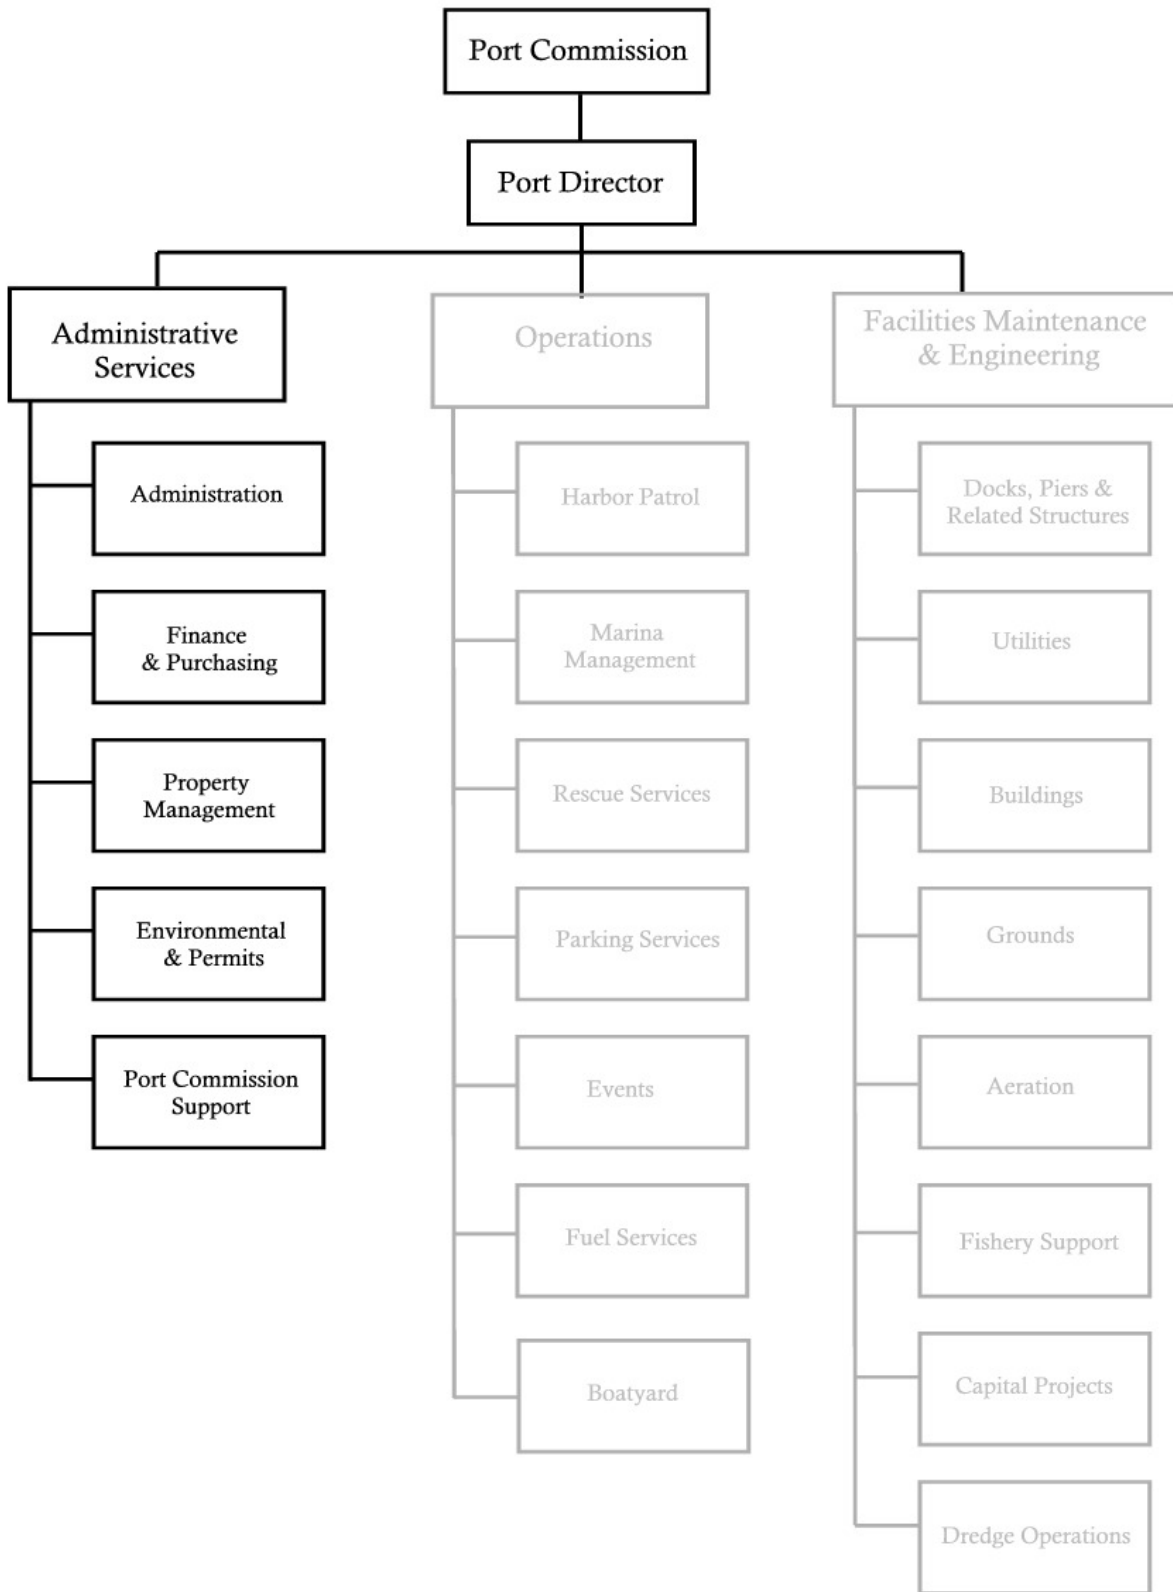 Port Commission
Port Director
Administrative
Services
Administration
Finance
& Purchasing
Property
Management
Environmental
& Permits
Port Commission
Support
Operations
Harbor Patrol
Marina
Management
Rescue Services
Parking Services
Events
Fuel Services
Boatyard
Facilities Maintenance
& Engineering
Docks, Piers &
Related Structures
Utilities
Buildings
Grounds
Aeration
Fishery Support
Capital Projects
Dredge Operations